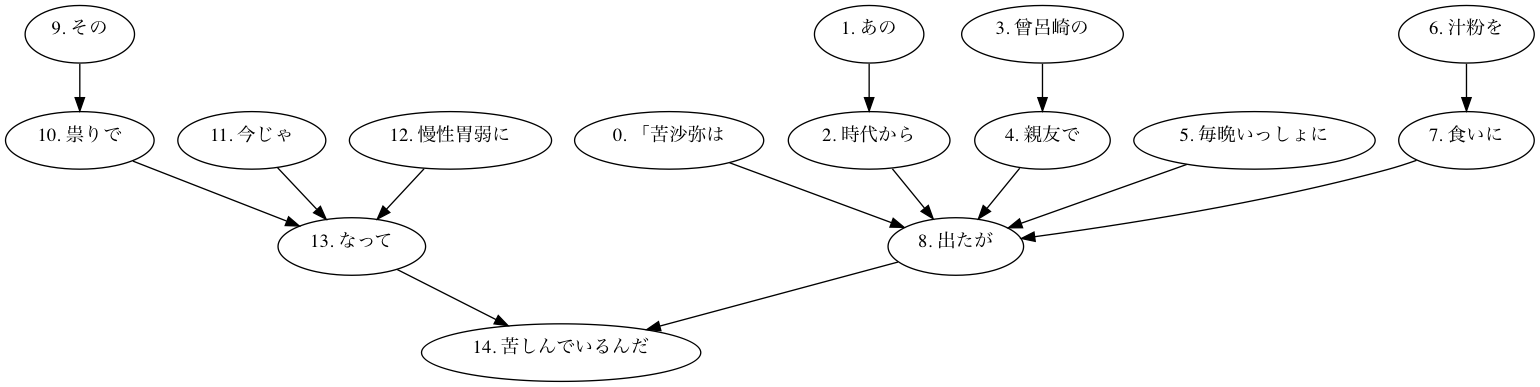 9. その
1. あの
3. 曾呂崎の
6. 汁粉を
10. 祟りで
11. 今じゃ
12. 慢性胃弱に
0. 「苦沙弥は
2. 時代から
4. 親友で
5. 毎晩いっしょに
7. 食いに
13. なって
8. 出たが
14. 苦しんでいるんだ